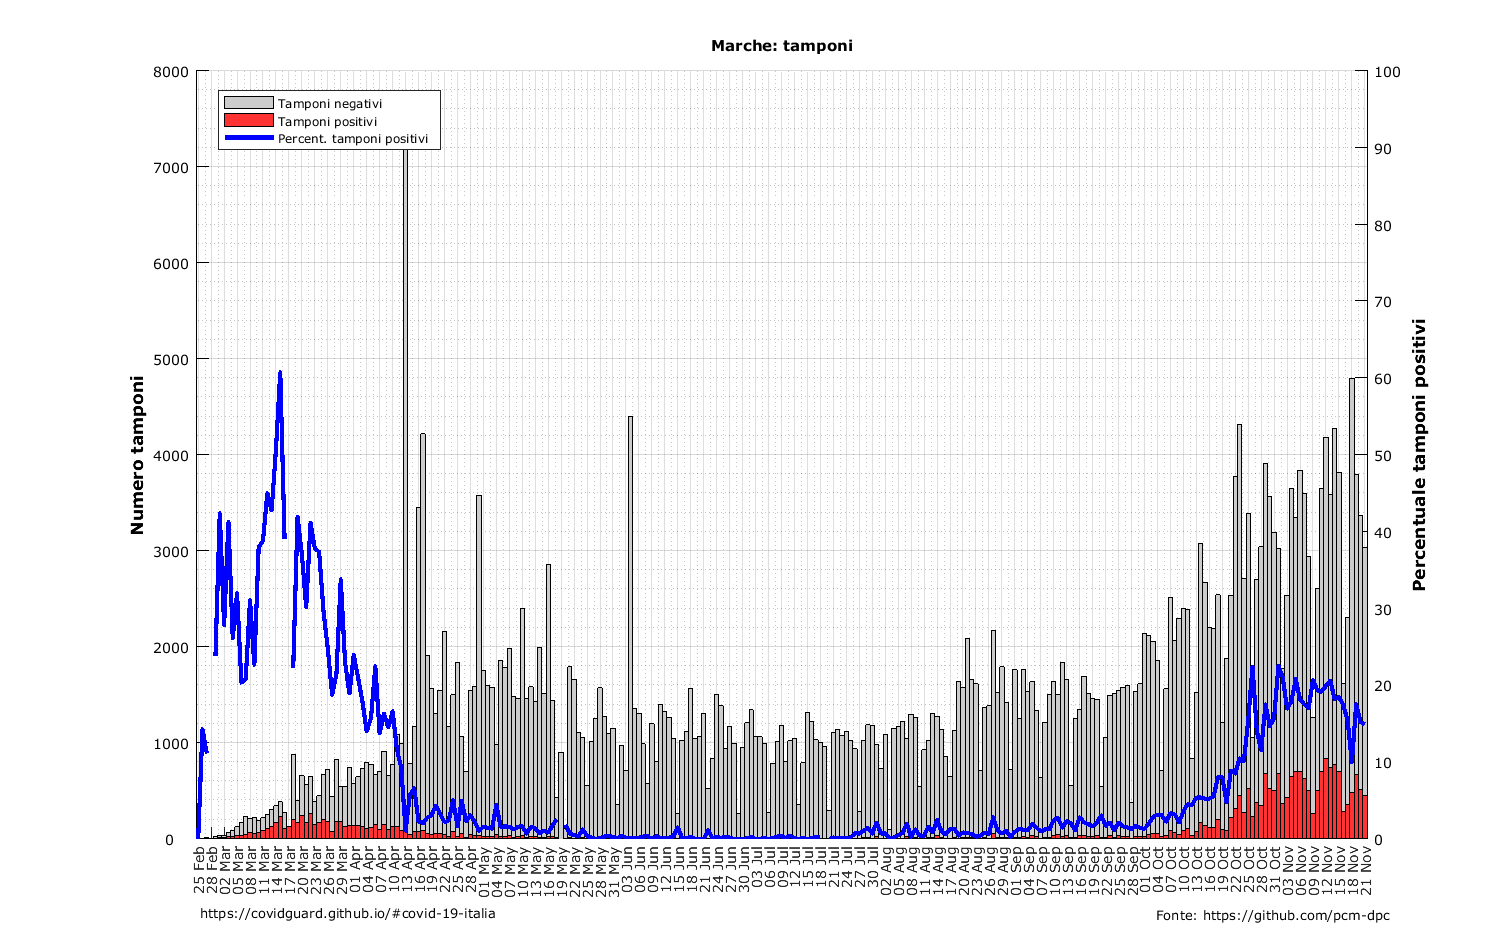 Marche: tamponi
Tamponi negativi
Tamponi positivi
Percent. tamponi positivi
Numero tamponi
8000
7000
6000
5000
4000
3000
2000
1000
0
Percentuale tamponi positivi
100
90
80
70
60
50
40
30
20
10
0
25 Feb
28 Feb
02 Mar
05 Mar
08 Mar
11 Mar
14 Mar
17 Mar
20 Mar
23 Mar
26 Mar
29 Mar
01 Apr
04 Apr
07 Apr
10 Apr
13 Apr
16 Apr
19 Apr
22 Apr
25 Apr
28 Apr
01 May
04 May
07 May
10 May
13 May
16 May
19 May
22 May
25 May
28 May
31 May
03 Jun
06 Jun
09 Jun
12 Jun
15 Jun
18 Jun
21 Jun
24 Jun
27 Jun
30 Jun
03 Jul
06 Jul
09 Jul
12 Jul
15 Jul
18 Jul
21 Jul
24 Jul
27 Jul
30 Jul
02 Aug
05 Aug
08 Aug
11 Aug
14 Aug
17 Aug
20 Aug
23 Aug
26 Aug
29 Aug
01 Sep
04 Sep
07 Sep
10 Sep
13 Sep
16 Sep
19 Sep
22 Sep
25 Sep
28 Sep
01 Oct
04 Oct
07 Oct
10 Oct
13 Oct
16 Oct
19 Oct
22 Oct
25 Oct
28 Oct
31 Oct
03 Nov
06 Nov
09 Nov
12 Nov
15 Nov
18 Nov
21 Nov
https://covidguard.github.io/#covid-19-italia
Fonte: https://github.com/pcm-dpc